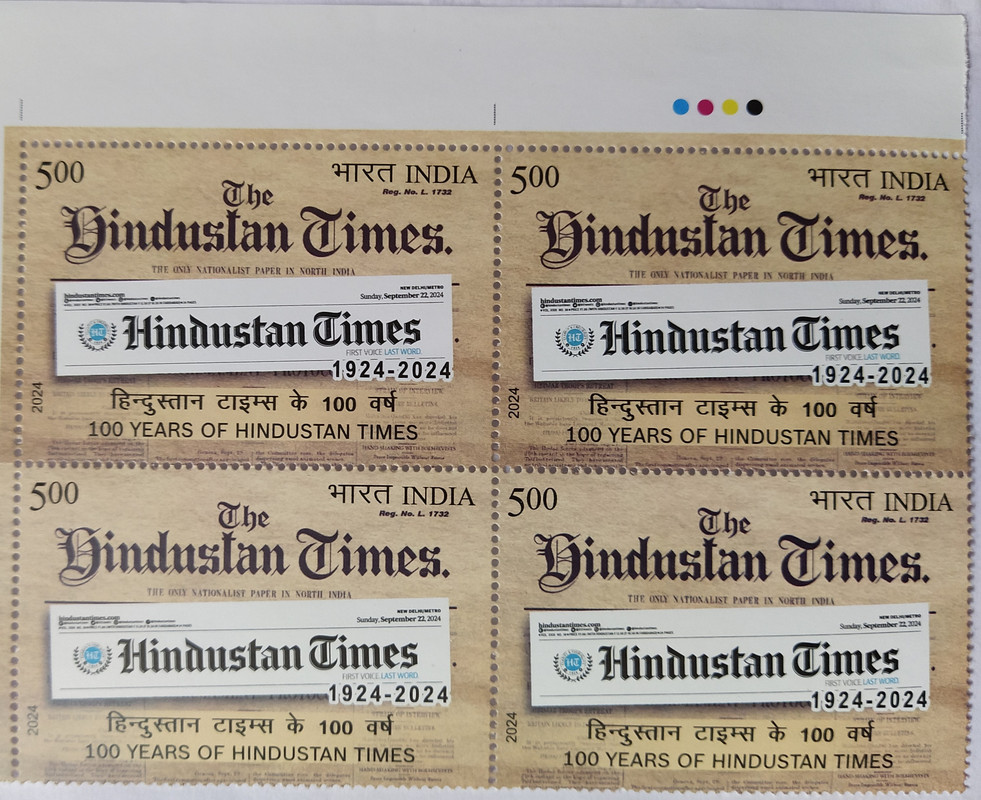 500 भारत INDIA
Reg. No. L. 1732
The
Hindustan Times.
THE ONLY NATIONALIST PAPER IN NORTH INDIA
NEW DELHI/METRO
hindustantimes.com Sunday, September 22, 2024
HT
Hindustan Times
FIRST VOICE. LAST WORD.
1924-2024
हिन्दुस्तान टाइम्स के 100 वर्ष
100 YEARS OF HINDUSTAN TIMES
2024
500 भारत INDIA
Reg. No. L. 1732
The
Hindustan Times.
THE ONLY NATIONALIST PAPER IN NORTH INDIA
NEW DELHI/METRO
hindustantimes.com Sunday, September 22, 2024
HT
Hindustan Times
FIRST VOICE. LAST WORD.
1924-2024
हिन्दुस्तान टाइम्स के 100 वर्ष
100 YEARS OF HINDUSTAN TIMES
2024
500 भारत INDIA
Reg. No. L. 1732
The
Hindustan Times.
THE ONLY NATIONALIST PAPER IN NORTH INDIA
NEW DELHI/METRO
hindustantimes.com Sunday, September 22, 2024
HT
Hindustan Times
FIRST VOICE. LAST WORD.
1924-2024
हिन्दुस्तान टाइम्स के 100 वर्ष
100 YEARS OF HINDUSTAN TIMES
2024
500 भारत INDIA
Reg. No. L. 1732
The
Hindustan Times.
THE ONLY NATIONALIST PAPER IN NORTH INDIA
NEW DELHI/METRO
hindustantimes.com Sunday, September 22, 2024
HT
Hindustan Times
FIRST VOICE. LAST WORD.
1924-2024
हिन्दुस्तान टाइम्स के 100 वर्ष
100 YEARS OF HINDUSTAN TIMES
2024